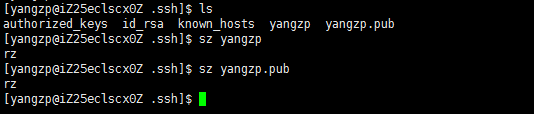 [yangzp@iZ25eclscx0Z .ssh]$ ls
authorized_keys  id_rsa  known_hosts  yangzp  yangzp.pub
[yangzp@iZ25eclscx0Z .ssh]$ sz yangzp
rz
[yangzp@iZ25eclscx0Z .ssh]$ sz yangzp.pub
rz
[yangzp@iZ25eclscx0Z .ssh]$